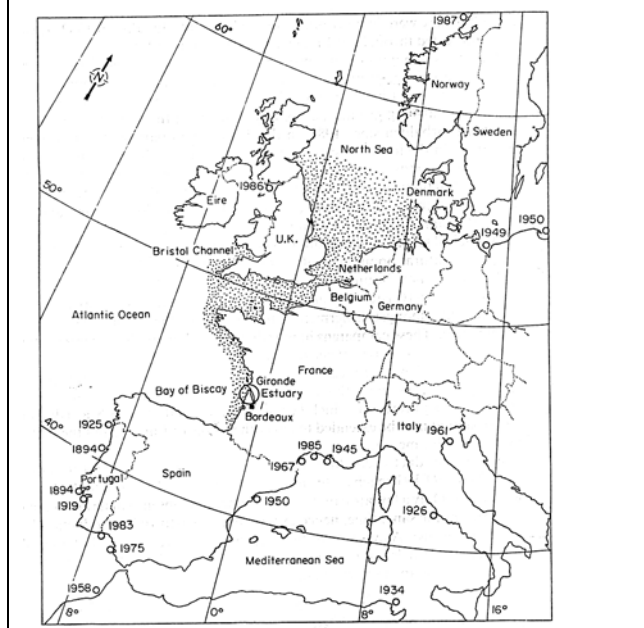 1987
60°
N
Norway
Sweden
North Sea
50°
1986
Eire
Denmark
U.K.
1950
1949
Bristol Channel
Netherlands
Belgium
Germany
Atlantic Ocean
France
Gironde
Estuary
Bay of Biscay
Bordeaux
40°
1925
Italy
1961
1894
1985
1945
1967
Portugal
Spain
1894
1919
1950
1926
1983
1975
Mediterranean Sea
1958
1934
8°
0°
8°
16°